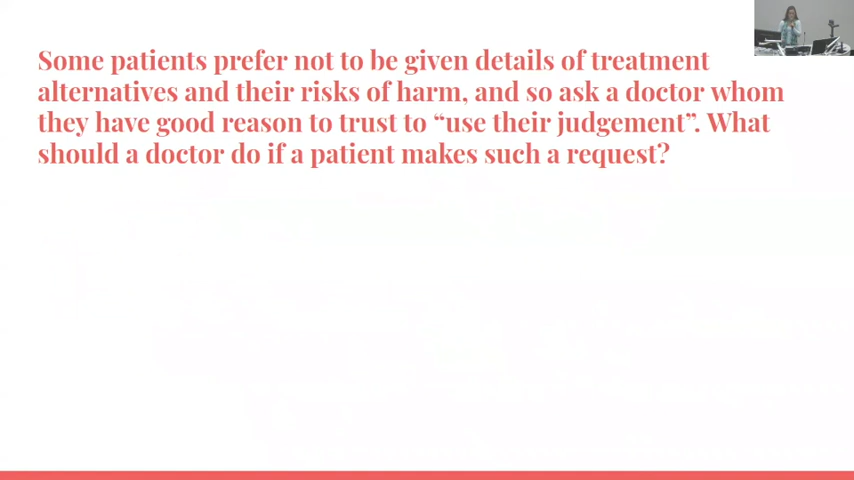 Some patients prefer not to be given details of treatment
alternatives and their risks of harm, and so ask a doctor whom
they have good reason to trust to “use their judgement”. What
should a doctor do if a patient makes such a request?